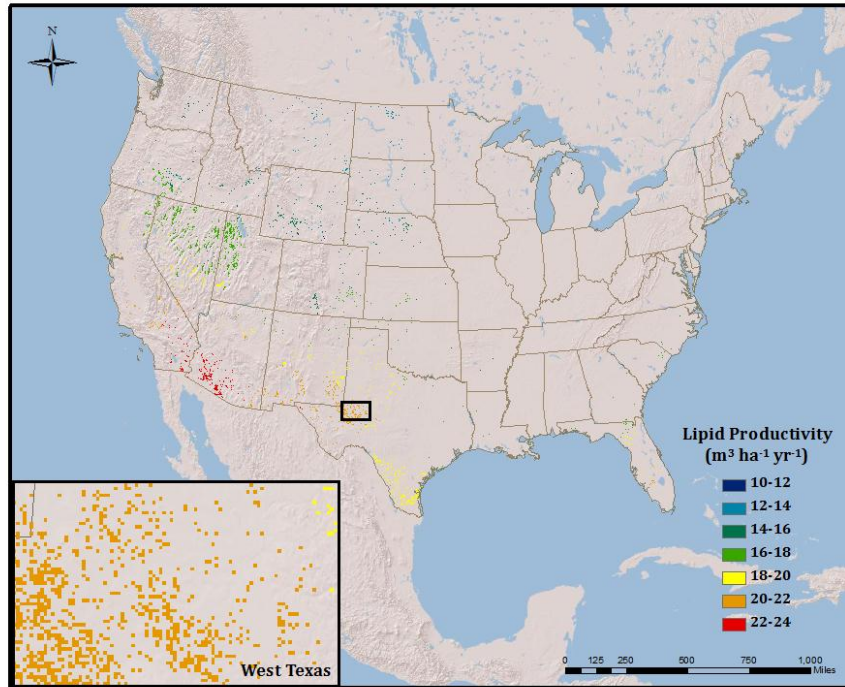 N
Lipid Productivity
(m³ ha⁻¹ yr⁻¹)
10-12
12-14
14-16
16-18
18-20
20-22
22-24
West Texas
0 125 250 500 750 1,000
Miles